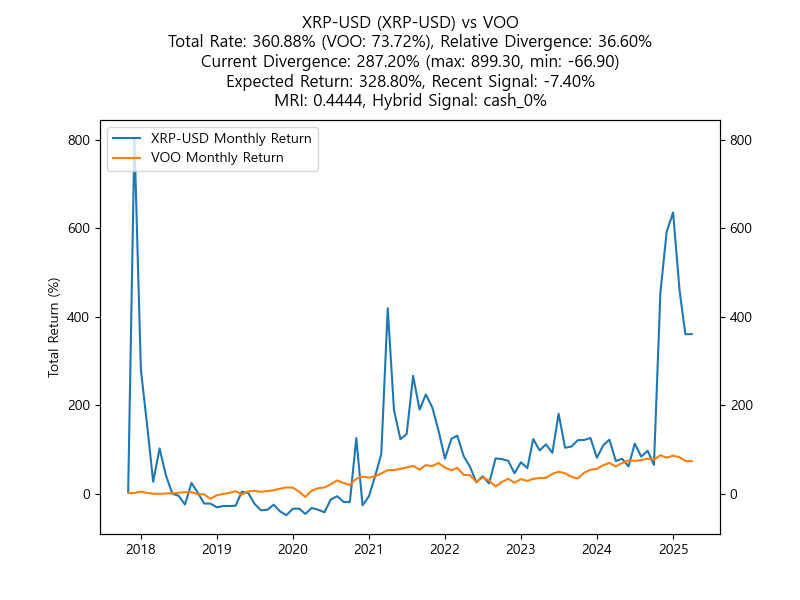 XRP-USD (XRP-USD) vs VOO
Total Rate: 360.88% (VOO: 73.72%), Relative Divergence: 36.60%
Current Divergence: 287.20% (max: 899.30, min: -66.90)
Expected Return: 328.80%, Recent Signal: -7.40%
MRI: 0.4444, Hybrid Signal: cash_0%
XRP-USD Monthly Return
VOO Monthly Return
Total Return (%)
800
600
400
200
0
800
600
400
200
0
2018 2019 2020 2021 2022 2023 2024 2025